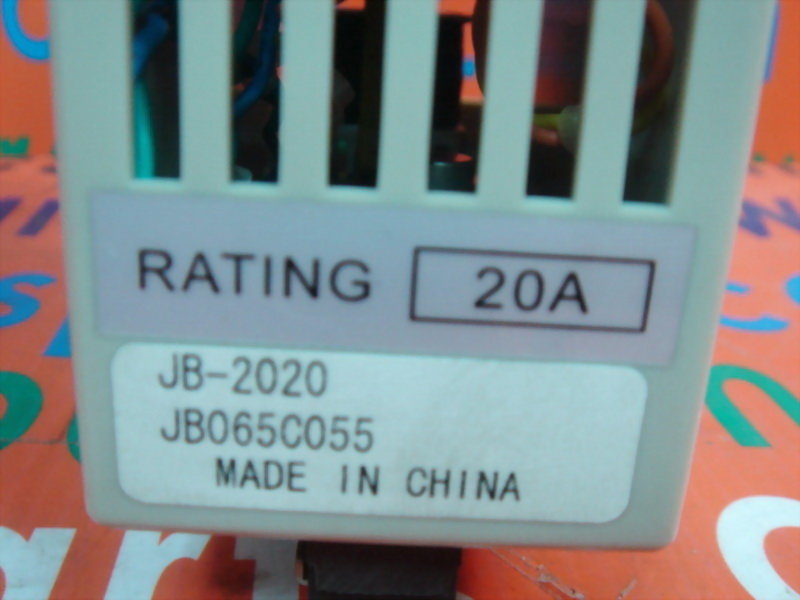 RATING 20A
JB-2020
JB065C055
MADE IN CHINA